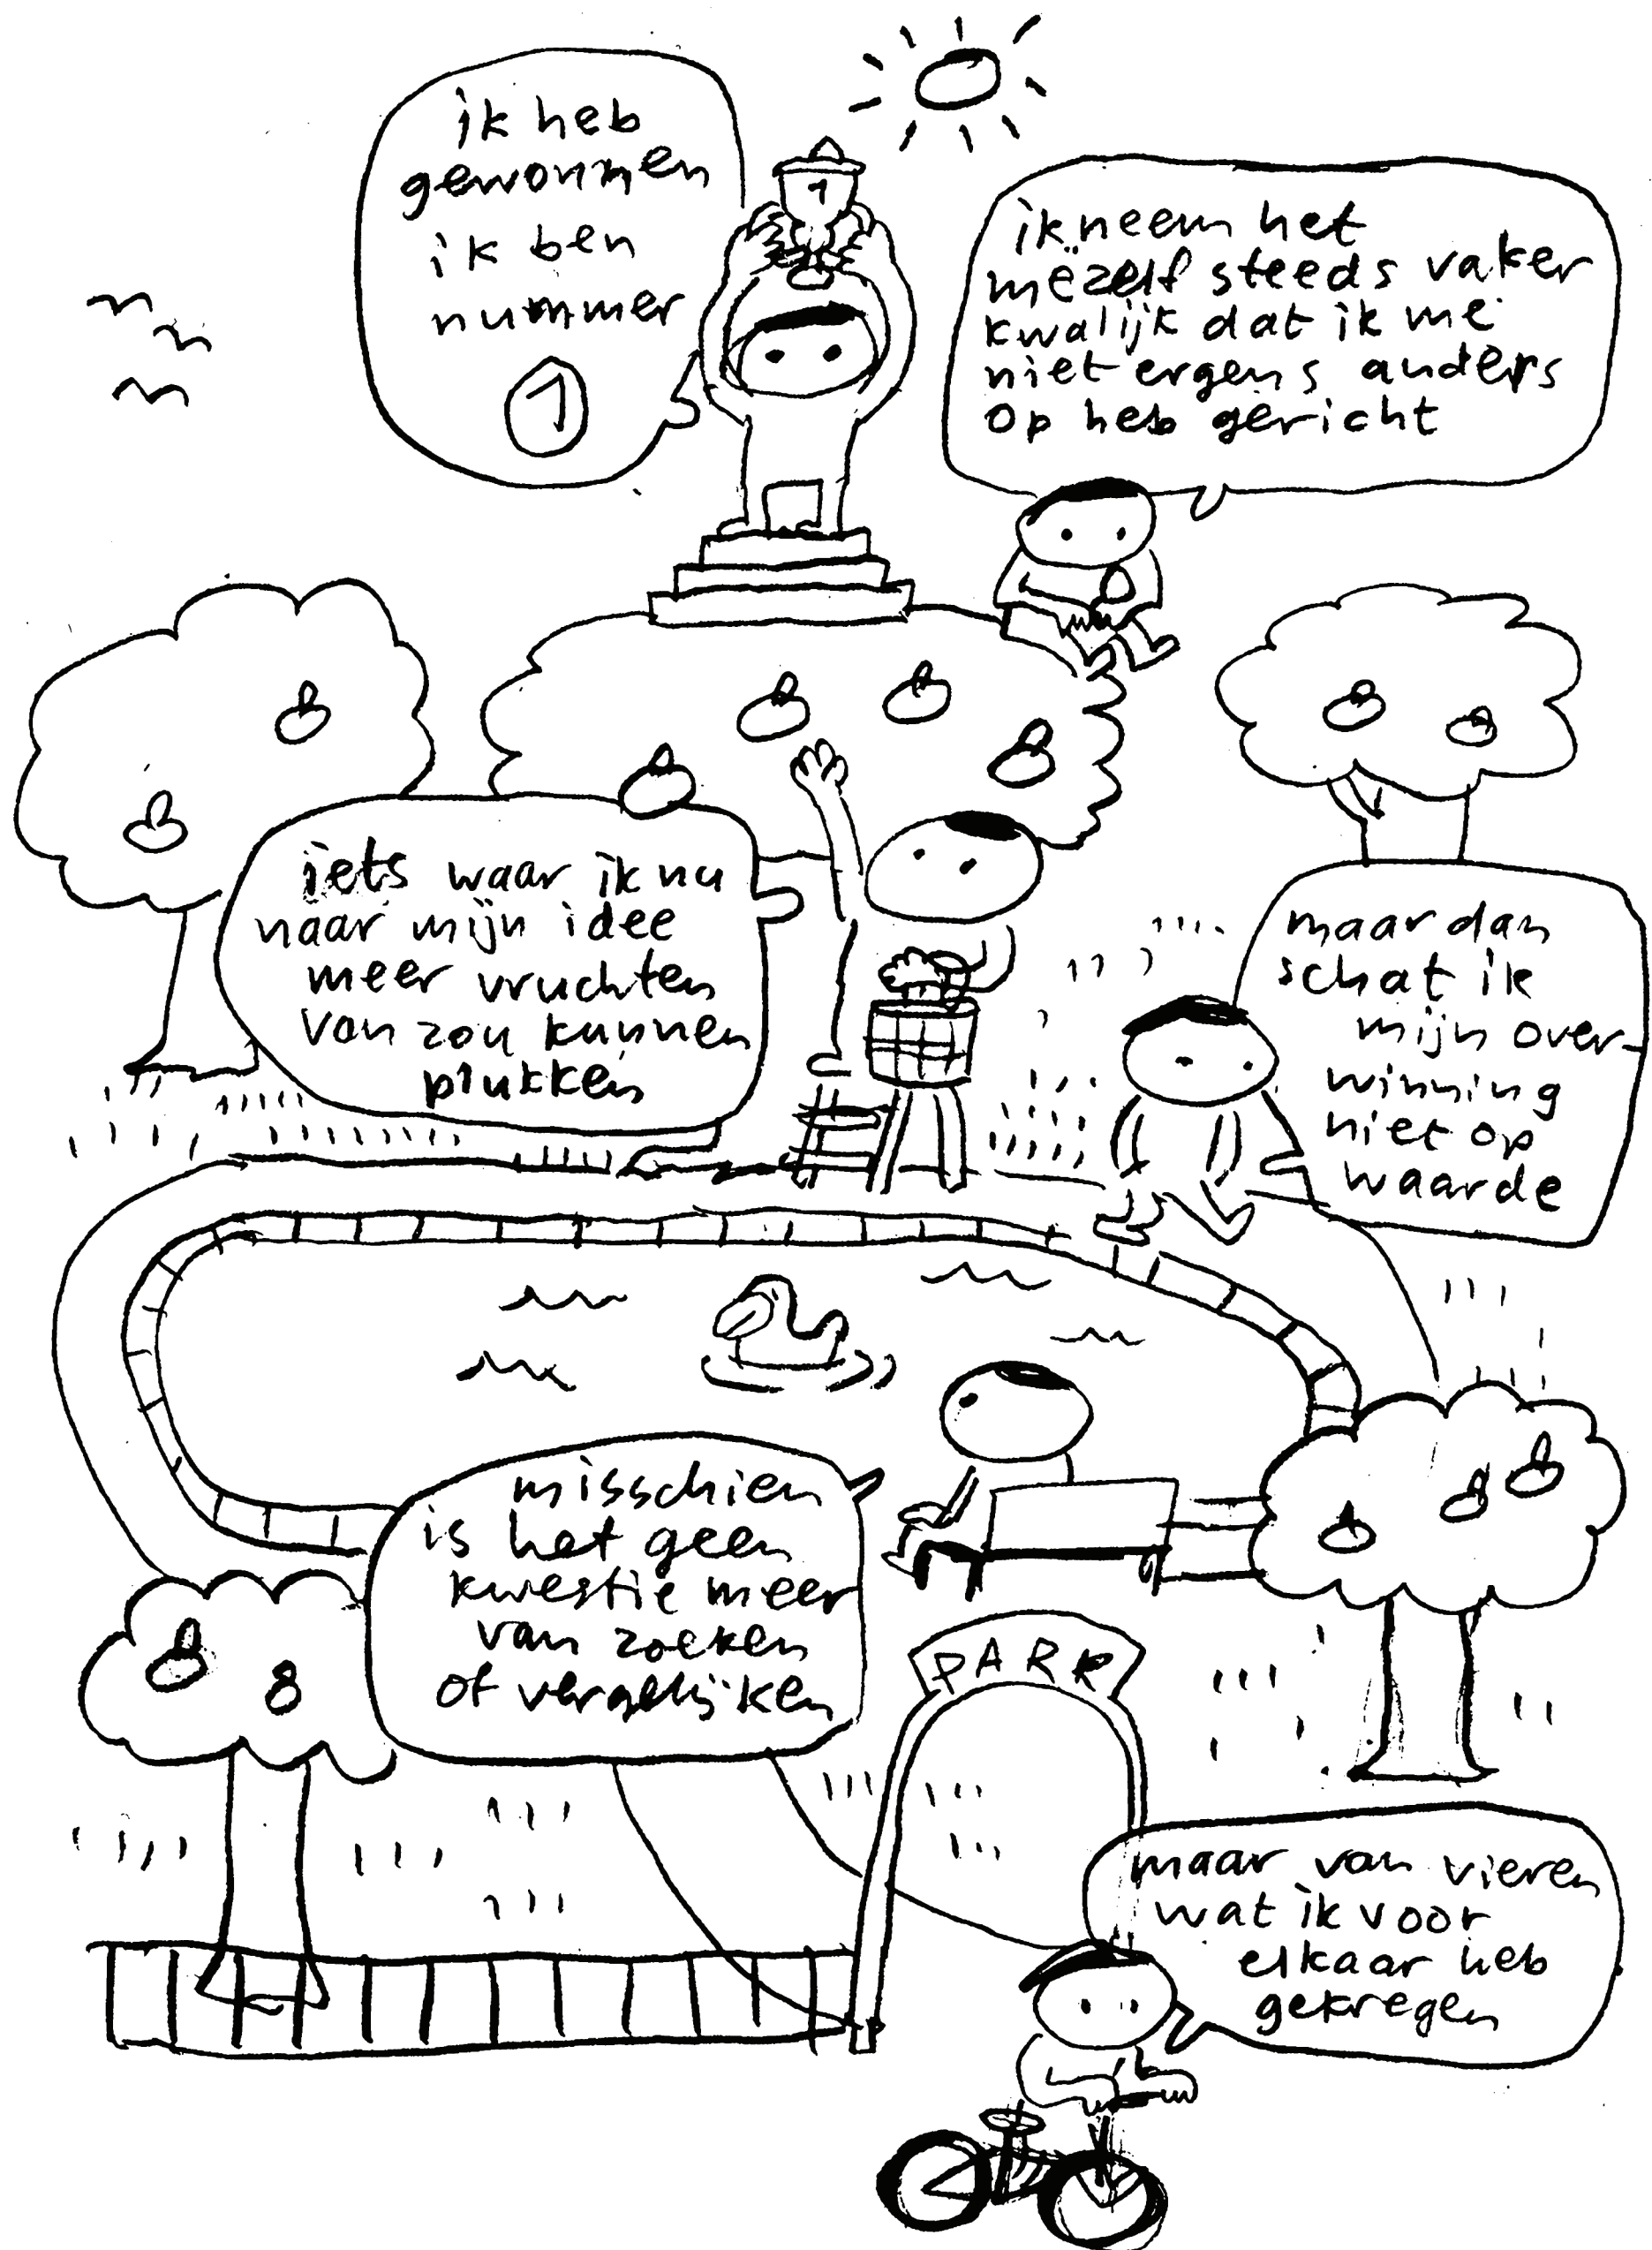 ik heb
gewonnen
ik ben
nummer
1
1
ik neem het
mezelf steeds vaker
kwalijk dat ik me
niet ergens anders
op heb gericht
iets waar ik nu
naar mijn idee
meer vruchten
van zou kunnen
plukken
maar dan
schat ik
mijn over-
winning
niet op
waarde
misschien
is het geen
kwestie meer
van zoeken
of vergelijken
PARK
maar van vieren
wat ik voor
elkaar heb
gekregen